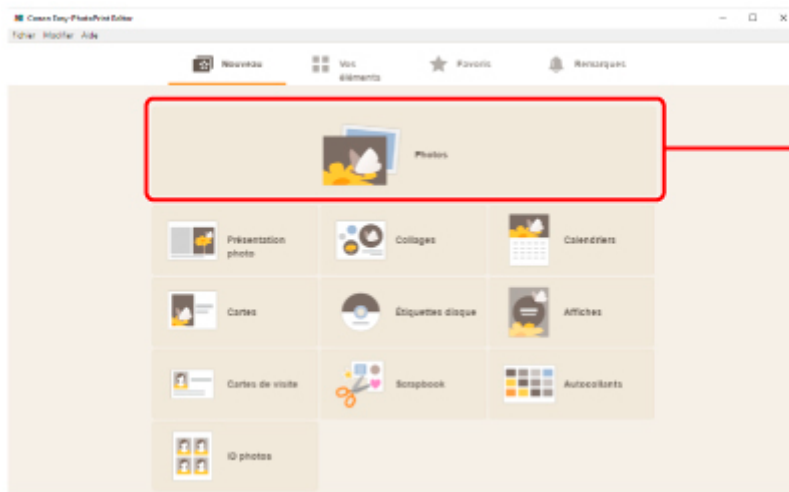 Canon Easy-PhotoPrint Editor
Fichier Modifier Aide
Nouveau
Vos
éléments
Favoris
Remarques
Photos
Présentation
photo
Collages
Calendriers
Cartes
Étiquettes disque
Affiches
Cartes de visite
Scrapbook
Autocollants
ID photos